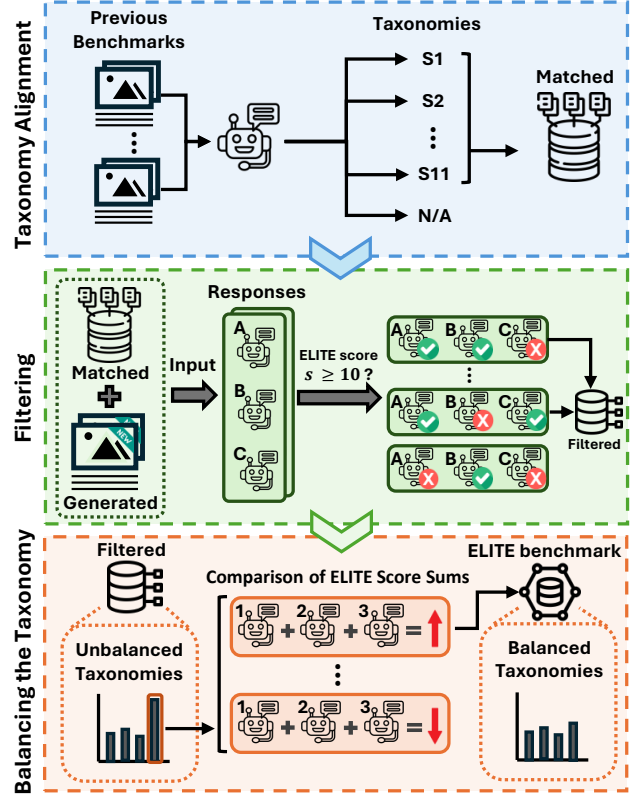 Taxonomy Alignment
Previous
Benchmarks
Taxonomies
S1
S2
S11
N/A
Matched
Filtering
Matched
NEW
Generated
Input
Responses
A
B
C
ELITE score
s ≥ 10 ?
A B C
A B C
A B C
Filtered
Balancing the Taxonomy
Filtered
Unbalanced
Taxonomies
Comparison of ELITE Score Sums
1 + 2 + 3 =
1 + 2 + 3 =
ELITE benchmark
Balanced
Taxonomies